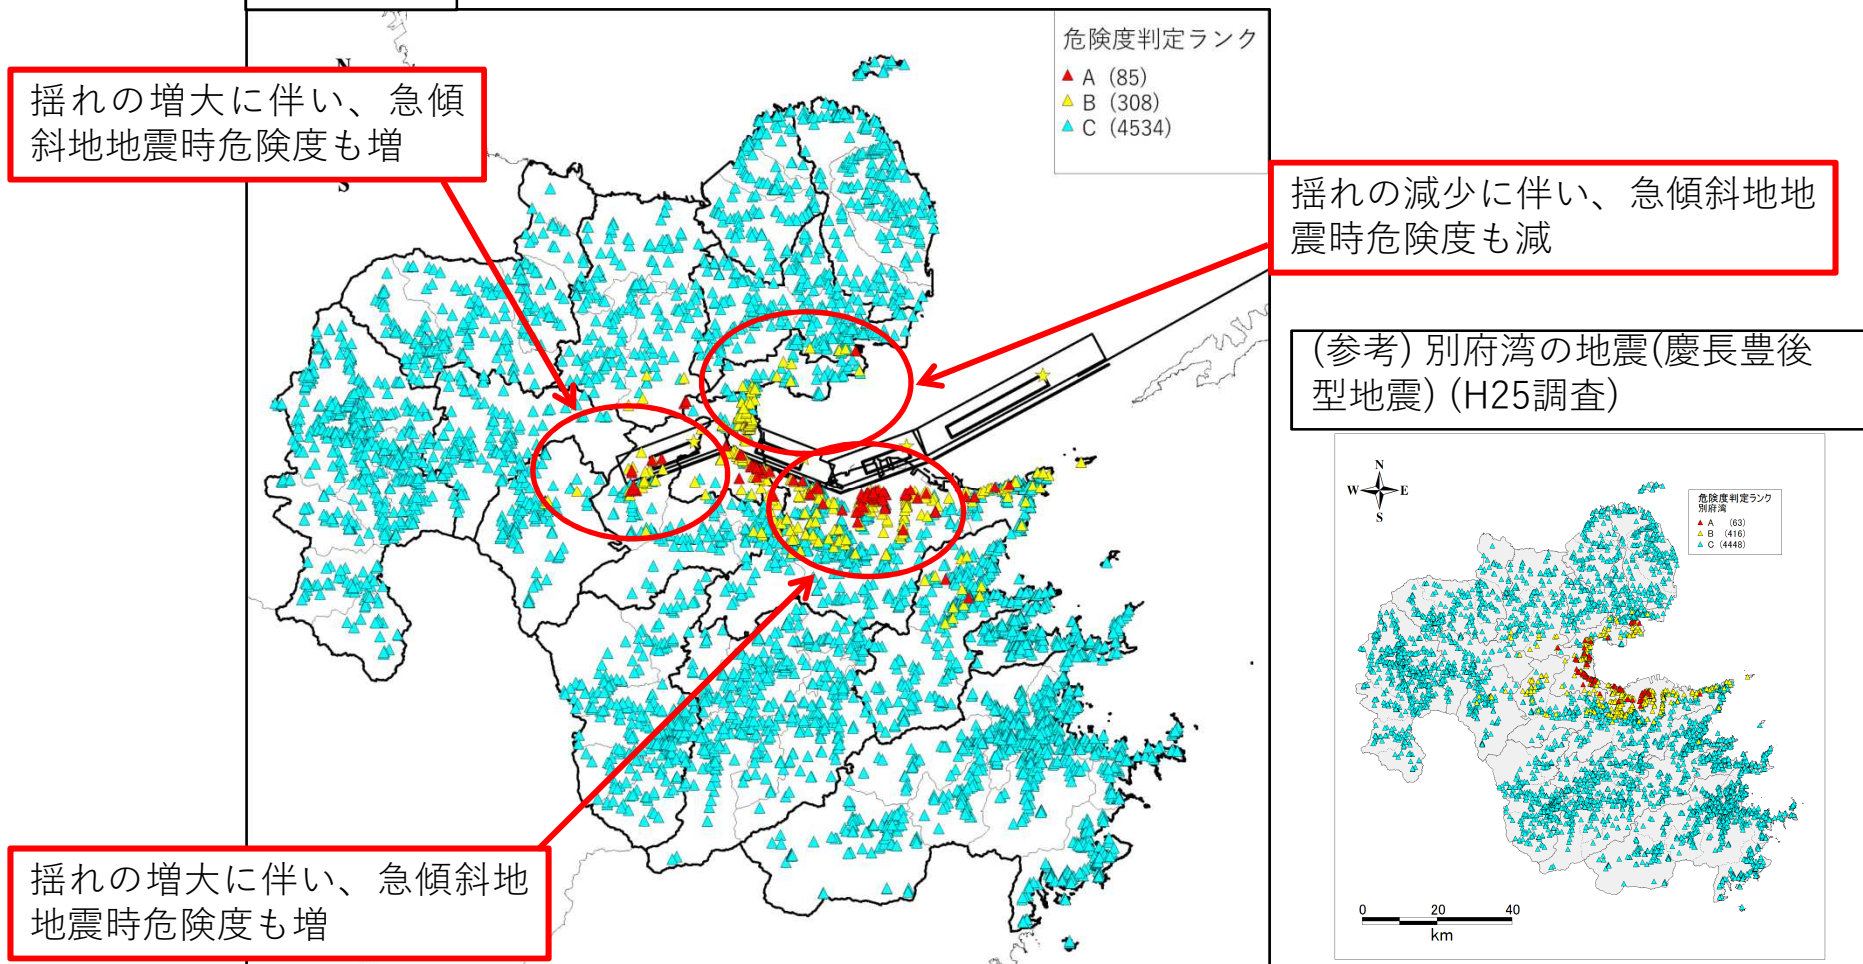 危険度判定ランク
A (85)
B (308)
C (4534)
N
S
揺れの増大に伴い、急傾
斜地地震時危険度も増
揺れの減少に伴い、急傾斜地地
震時危険度も減
(参考) 別府湾の地震(慶長豊後
型地震) (H25調査)
N
W E
S
危険度判定ランク
別府湾
A (63)
B (416)
C (4448)
0 20 40
km
揺れの増大に伴い、急傾斜地
地震時危険度も増